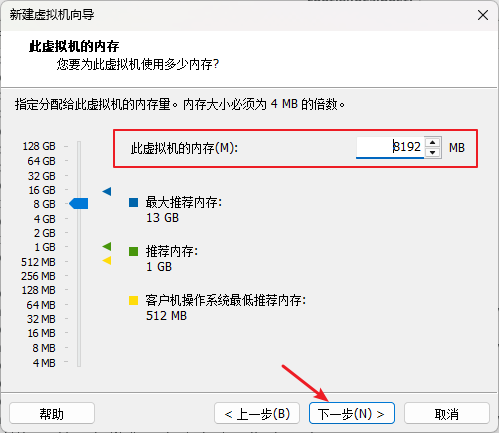 新建虚拟机向导
此虚拟机的内存
您要为此虚拟机使用多少内存?
指定分配给此虚拟机的内存量。内存大小必须为 4 MB 的倍数。
此虚拟机的内存(M):
8192
MB
128 GB
64 GB
32 GB
16 GB
8 GB
4 GB
2 GB
1 GB
512 MB
256 MB
128 MB
64 MB
32 MB
16 MB
8 MB
4 MB
最大推荐内存:
13 GB
推荐内存:
1 GB
客户机操作系统最低推荐内存:
512 MB
帮助
< 上一步(B)
下一步(N) >
取消